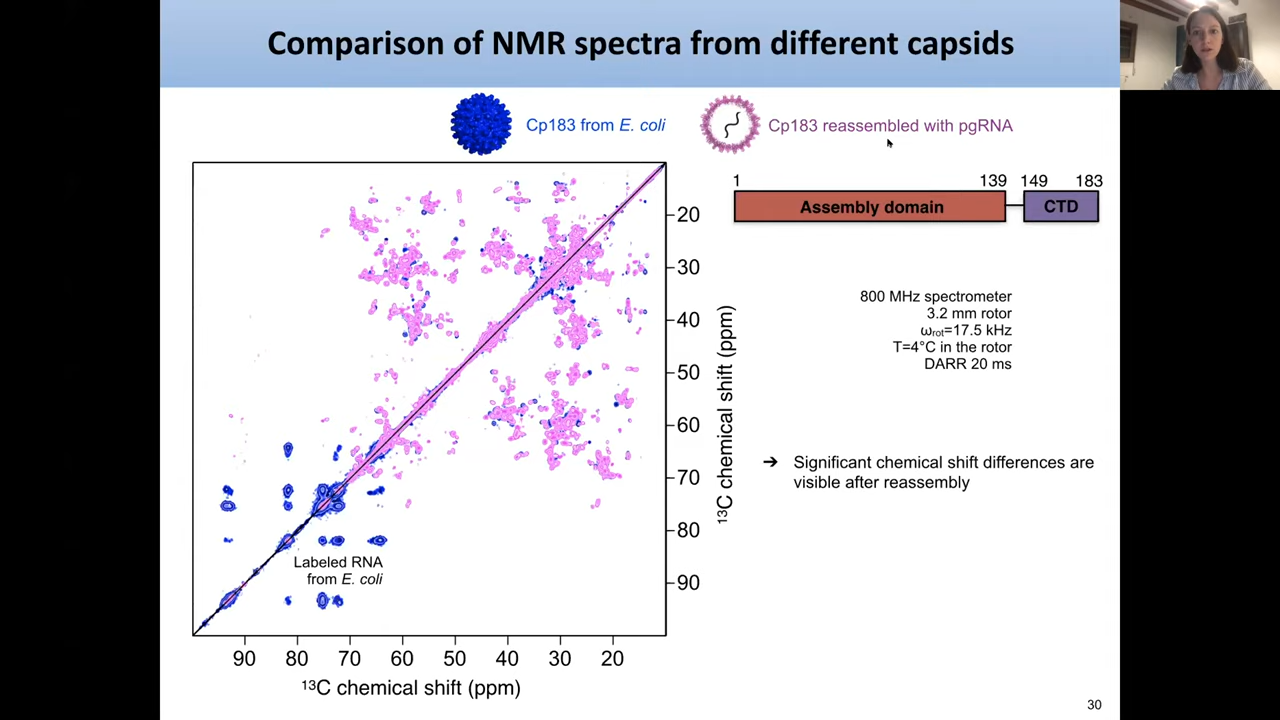 Comparison of NMR spectra from different capsids
Cp183 from E. coli
Cp183 reassembled with pgRNA
1 139 149 183
Assembly domain
CTD
800 MHz spectrometer
3.2 mm rotor
ωrot=17.5 kHz
T=4°C in the rotor
DARR 20 ms
➔ Significant chemical shift differences are
visible after reassembly
Labeled RNA
from E. coli
20
30
40
50
60
70
80
90
13C chemical shift (ppm)
90 80 70 60 50 40 30 20
13C chemical shift (ppm)
30